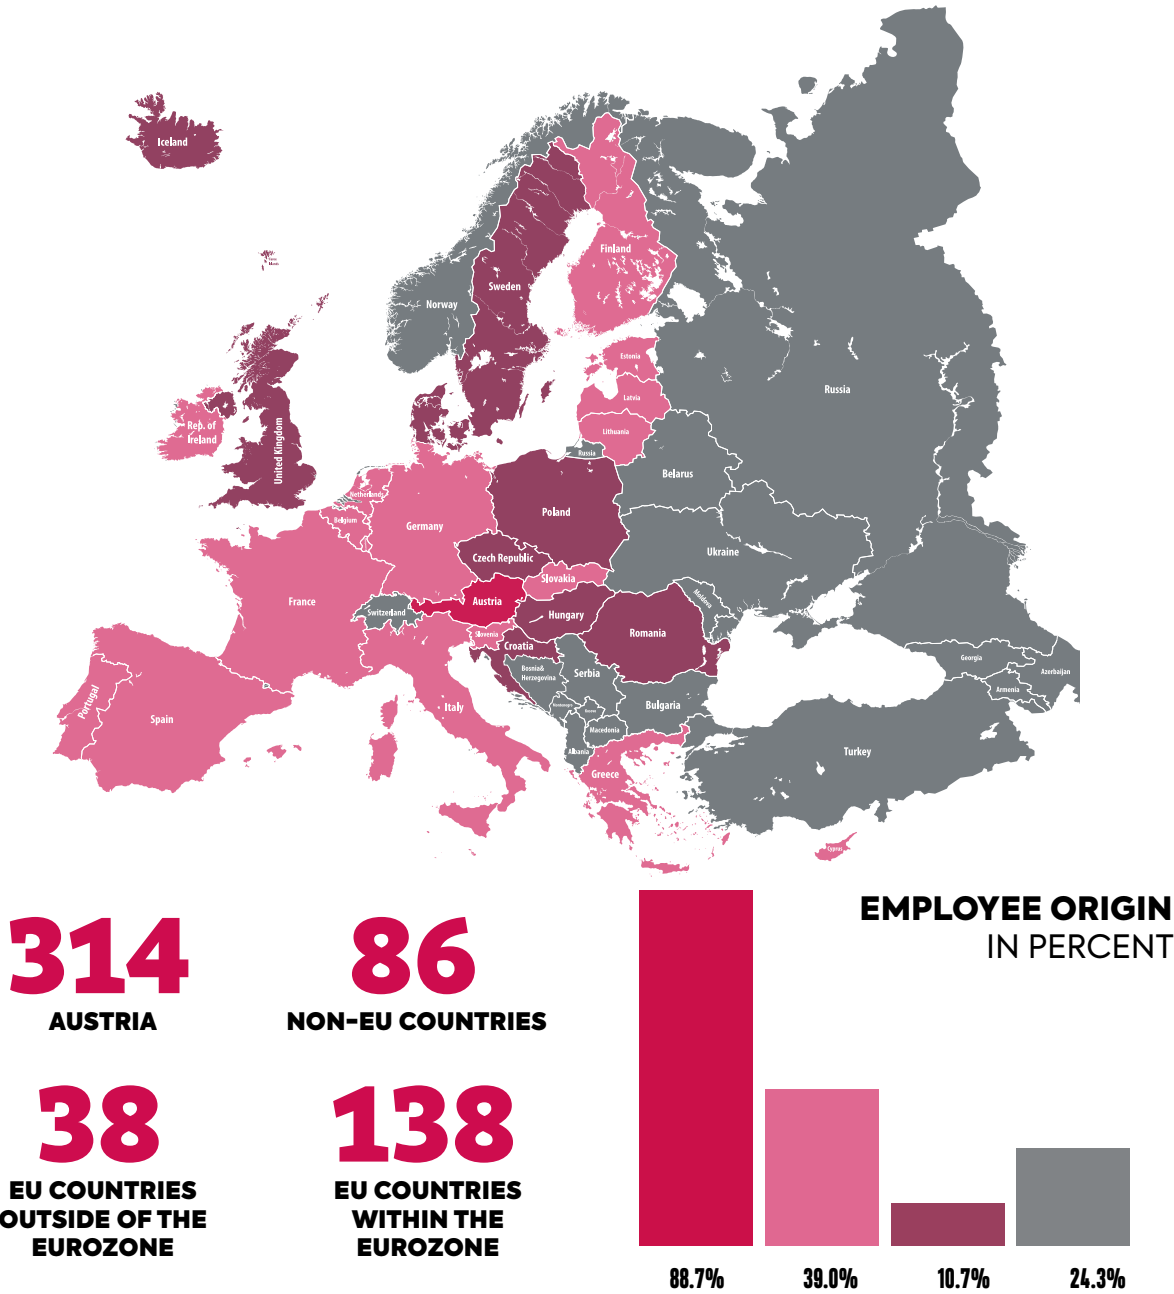 Iceland
Finland
Sweden
Norway
Estonia
Russia
Latvia
Rep. of
Ireland
Lithuania
United Kingdom
Russia
Belarus
Netherlands
Poland
Belgium
Germany
Ukraine
Czech Republic
Slovakia
Austria
France
Moldova
Switzerland
Hungary
Slovenia
Romania
Croatia
Georgia
Bosnia&
Herzegovina
Serbia
Azerbaijan
Armenia
Portugal
Montenegro
Kosovo
Italy
Bulgaria
Spain
Macedonia
Albania
Turkey
Greece
Cyprus
EMPLOYEE ORIGIN
IN PERCENT
314
AUSTRIA
86
NON-EU COUNTRIES
38
EU COUNTRIES
OUTSIDE OF THE
EUROZONE
138
EU COUNTRIES
WITHIN THE
EUROZONE
88.7%
39.0%
10.7%
24.3%